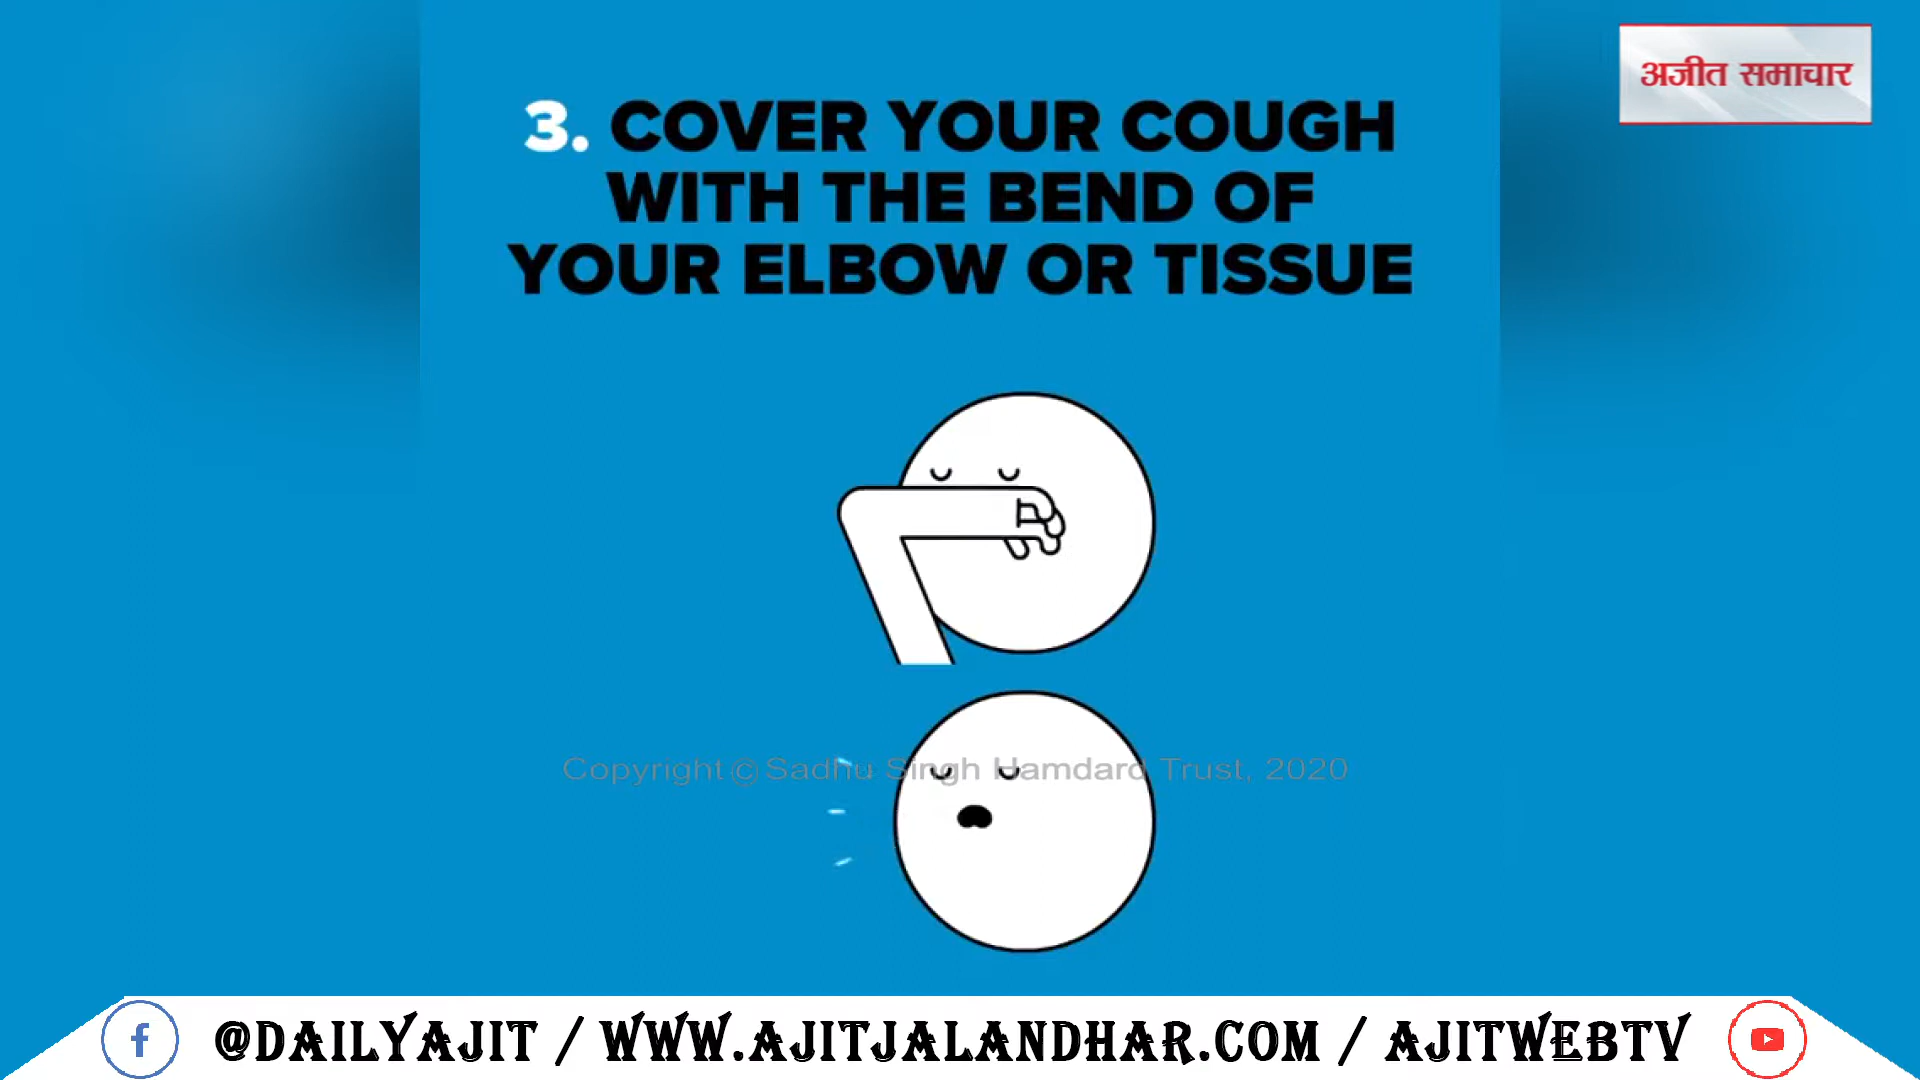 अजीत समाचार
3. COVER YOUR COUGH
WITH THE BEND OF
YOUR ELBOW OR TISSUE
Copyright © Sadhu Singh Hamdard Trust, 2020
@DAILYAJIT / WWW.AJITJALANDHAR.COM / AJITWEBTV